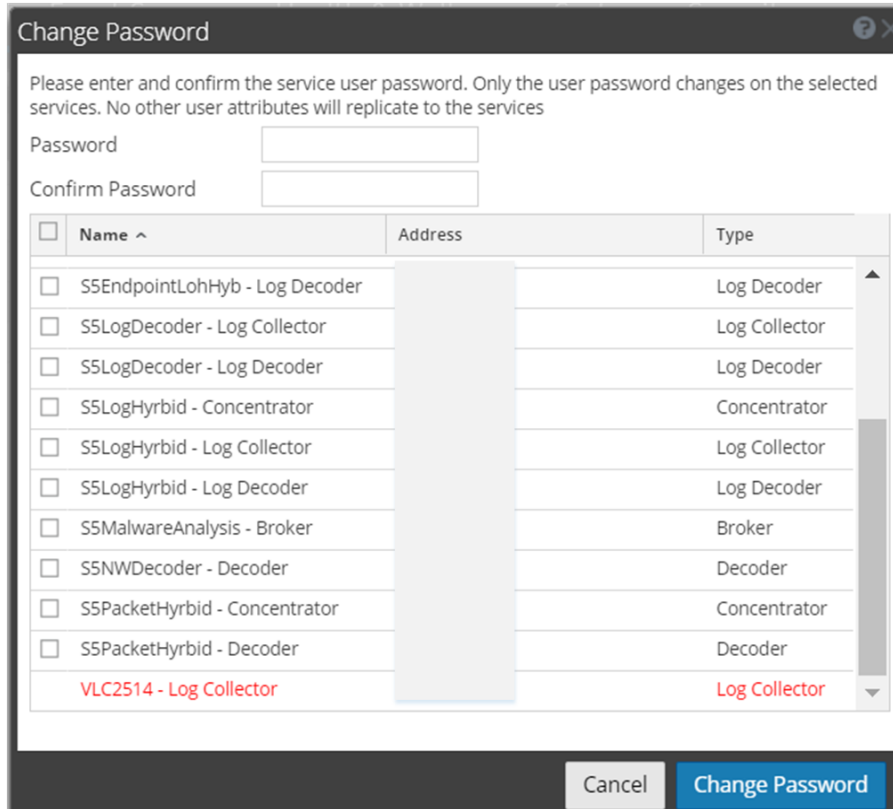 Change Password
Please enter and confirm the service user password. Only the user password changes on the selected
services. No other user attributes will replicate to the services
Password
Confirm Password
Name Address Type
S5EndpointLohHyb - Log Decoder Log Decoder
S5LogDecoder - Log Collector Log Collector
S5LogDecoder - Log Decoder Log Decoder
S5LogHyrbid - Concentrator Concentrator
S5LogHyrbid - Log Collector Log Collector
S5LogHyrbid - Log Decoder Log Decoder
S5MalwareAnalysis - Broker Broker
S5NWDecoder - Decoder Decoder
S5PacketHyrbid - Concentrator Concentrator
S5PacketHyrbid - Decoder Decoder
VLC2514 - Log Collector Log Collector
Cancel Change Password